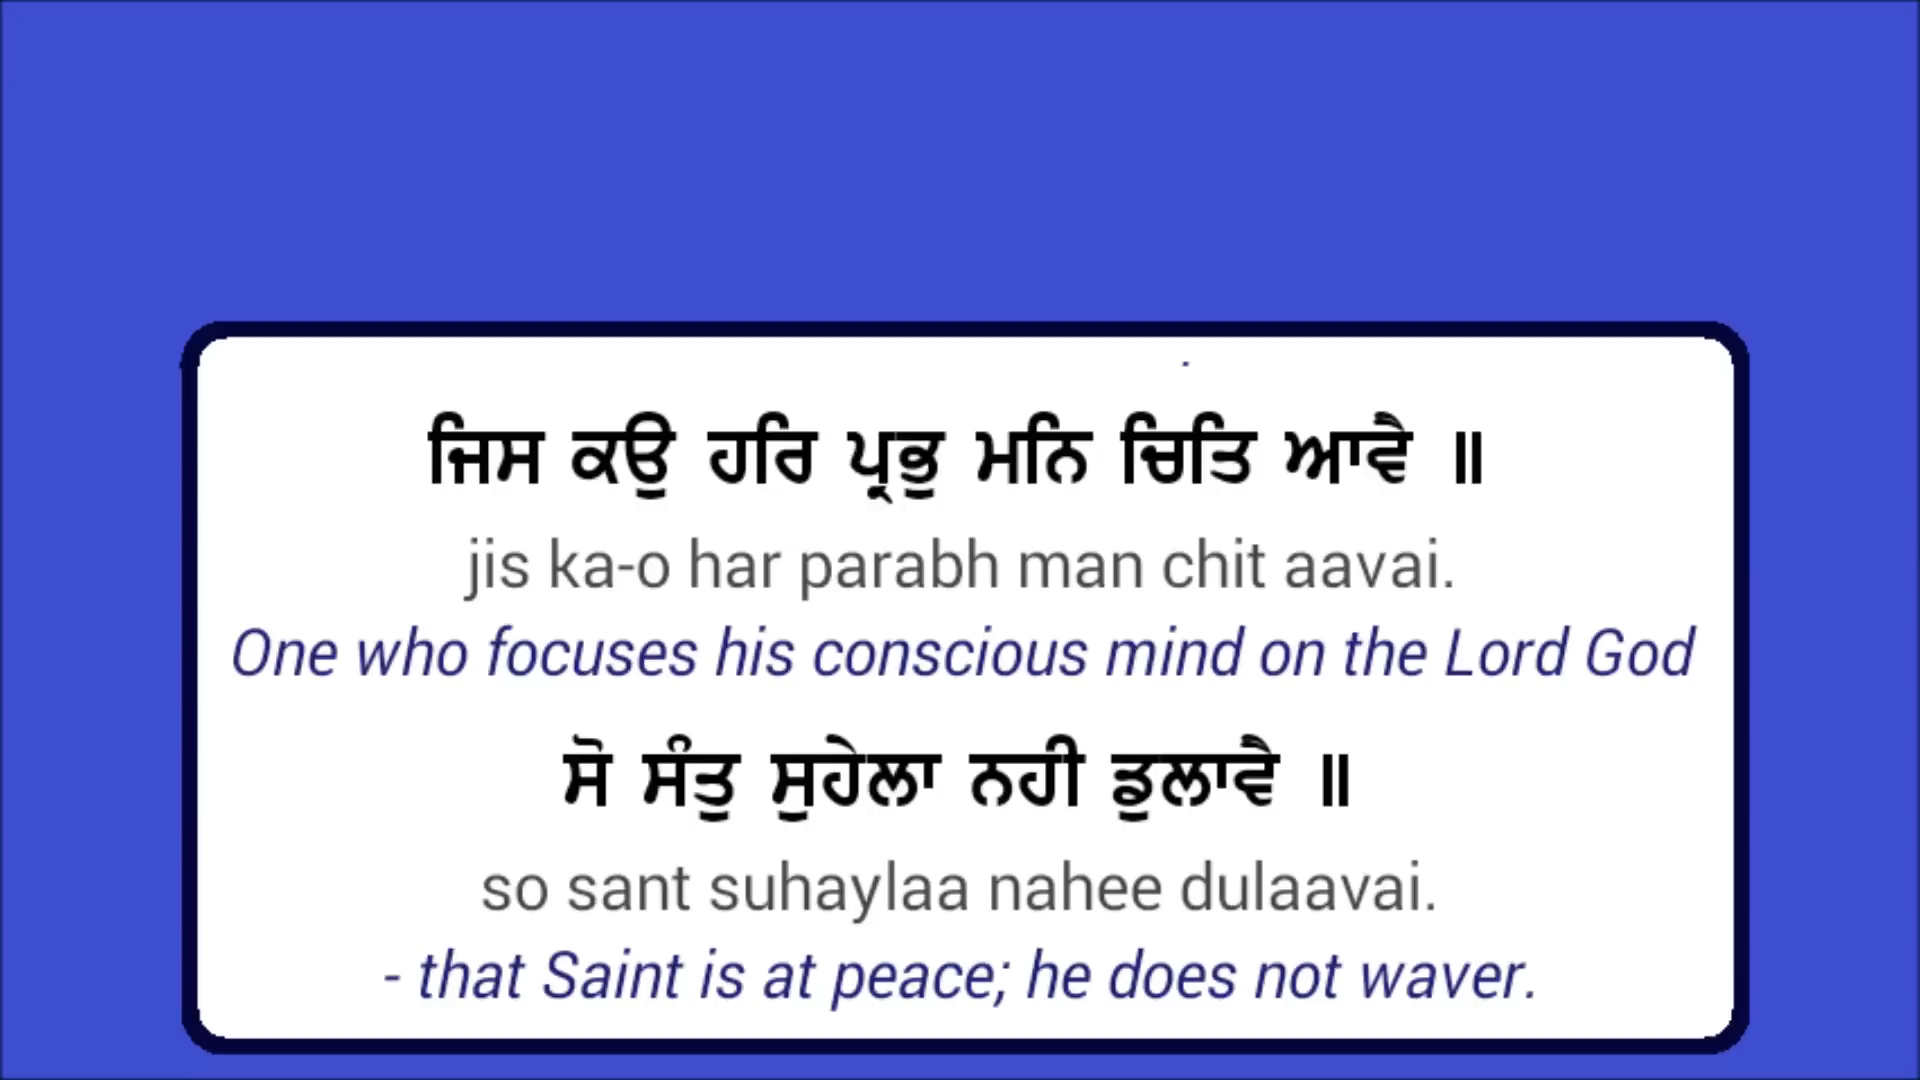 ਜਿਸ ਕਉ ਹਰਿ ਪ੍ਰਭੁ ਮਨਿ ਚਿਤਿ ਆਵੈ ॥
jis ka-o har parabh man chit aavai.
One who focuses his conscious mind on the Lord God
ਸੋ ਸੰਤੁ ਸੁਹੇਲਾ ਨਹੀ ਡੁਲਾਵੈ ॥
so sant suhaylaa nahee dulaavai.
- that Saint is at peace; he does not waver.